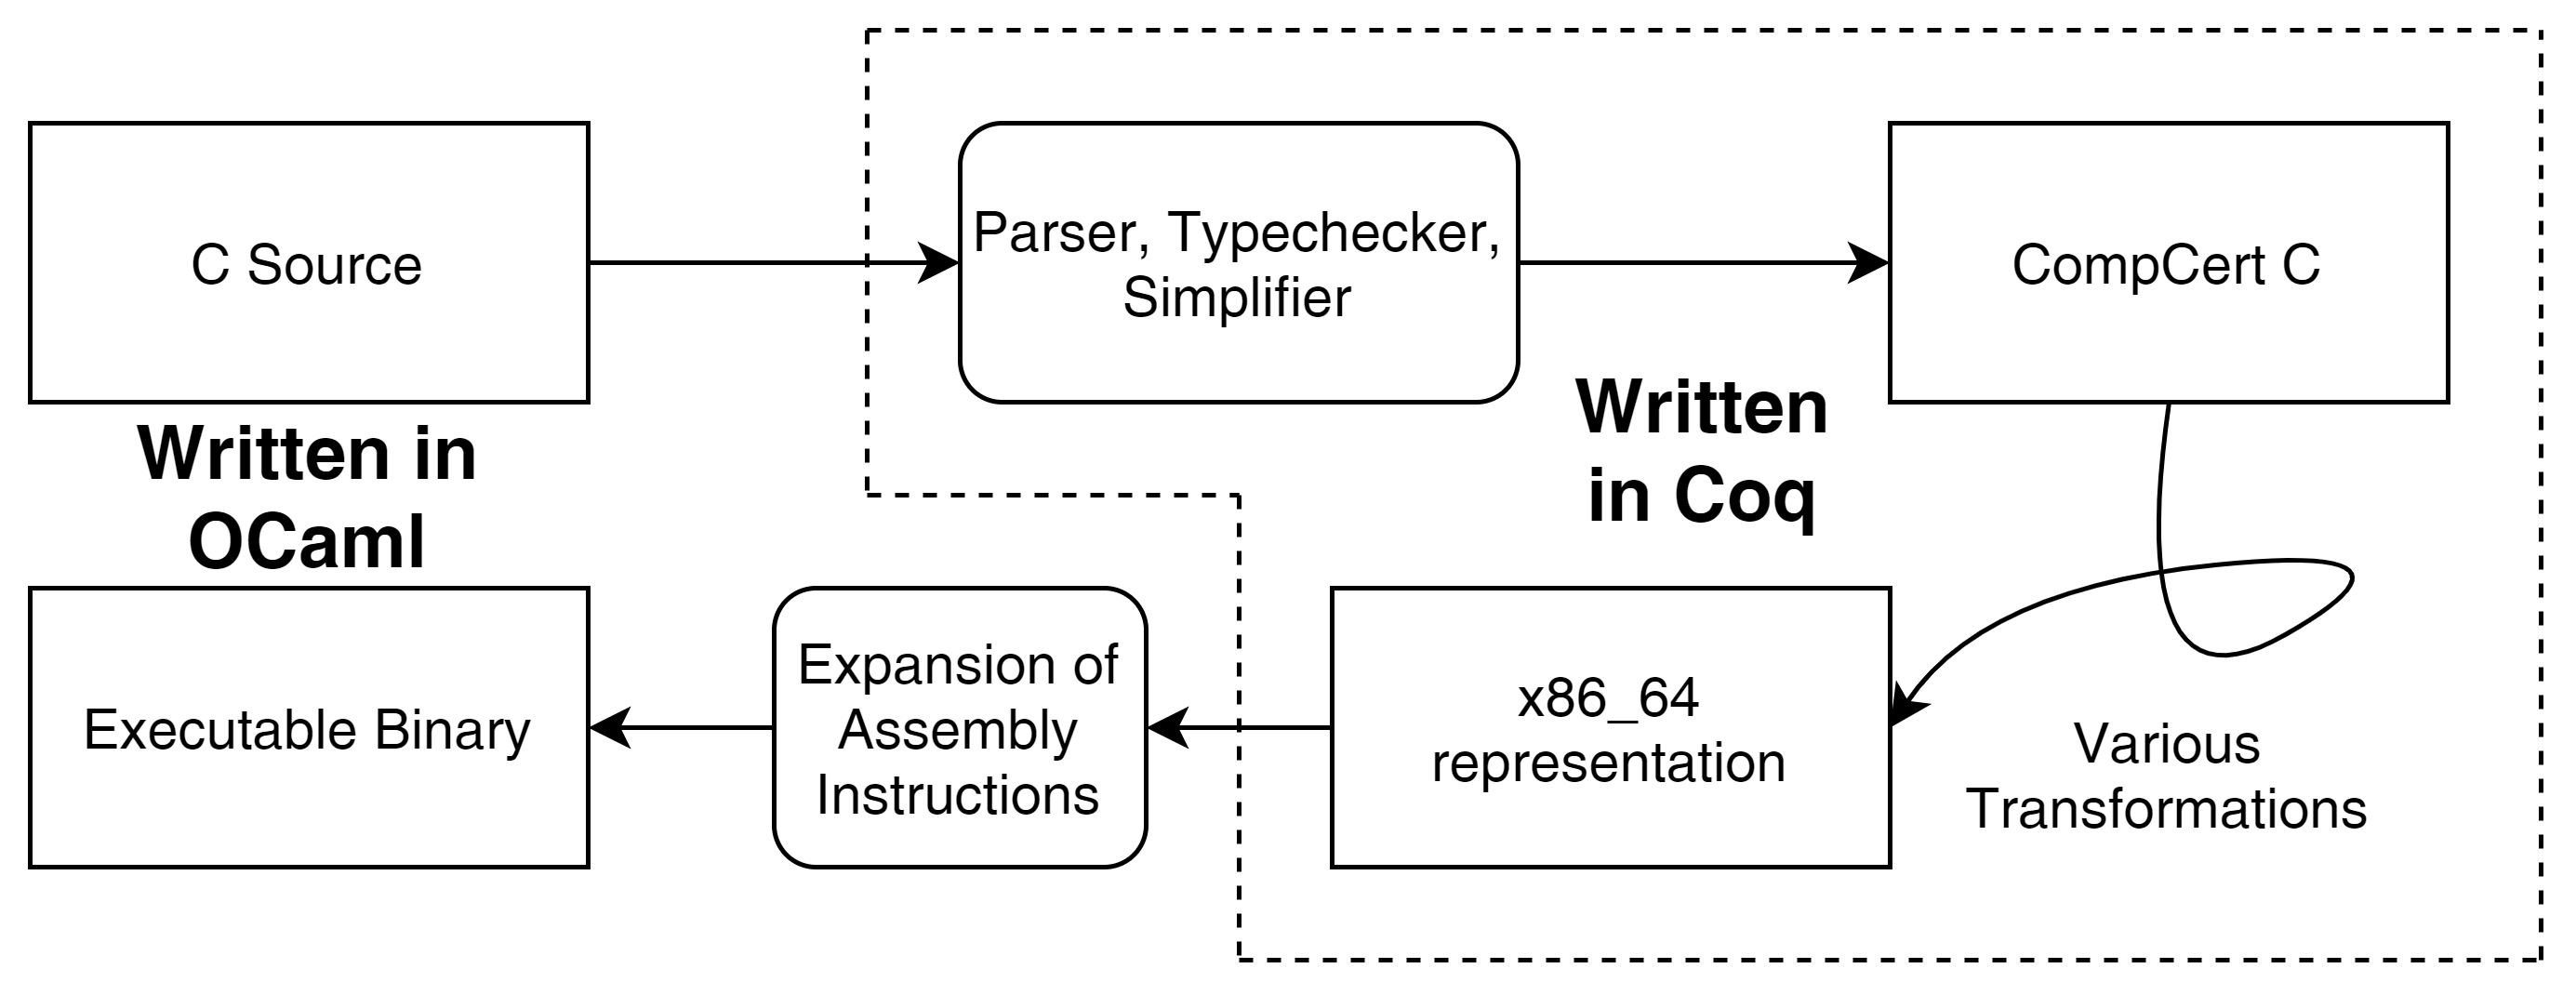 C Source
Parser, Typechecker,
Simplifier
CompCert C
Written in
OCaml
Written
in Coq
Executable Binary
Expansion of
Assembly
Instructions
x86_64
representation
Various
Transformations